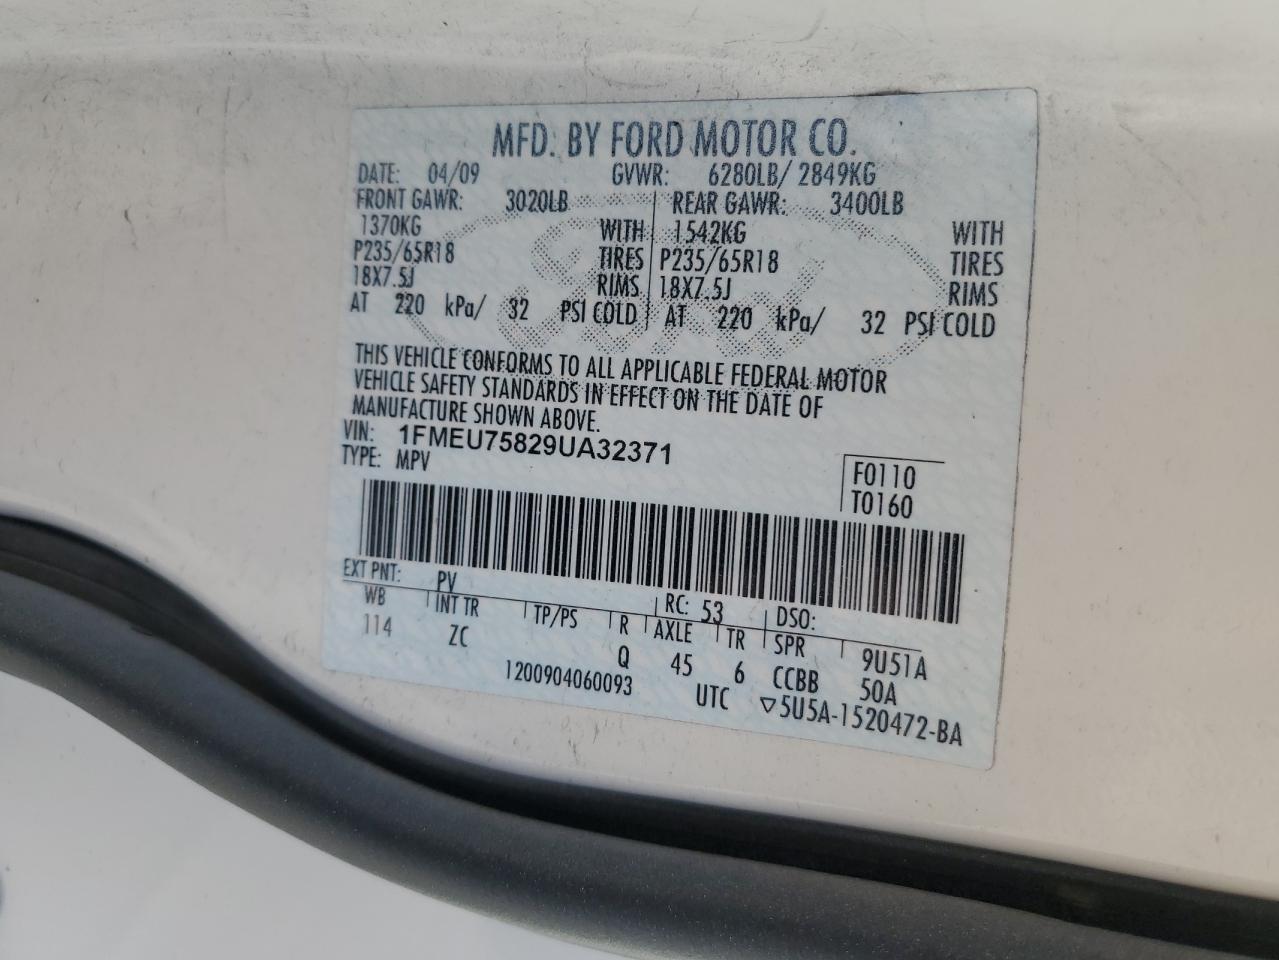 MFD. BY FORD MOTOR CO.
DATE: 04/09 GVWR: 6280LB/ 2849KG
FRONT GAWR: 3020LB REAR GAWR: 3400LB
1370KG WITH 1542KG WITH
P235/65R18 TIRES P235/65R18 TIRES
18X7.5J RIMS 18X7.5J RIMS
AT 220 kPa/ 32 PSI COLD AT 220 kPa/ 32 PSI COLD
THIS VEHICLE CONFORMS TO ALL APPLICABLE FEDERAL MOTOR
VEHICLE SAFETY STANDARDS IN EFFECT ON THE DATE OF
MANUFACTURE SHOWN ABOVE.
VIN: 1FMEU75829UA32371
TYPE: MPV
F0110
T0160
EXT PNT: PV RC: 53 DSO:
WB INT TR TP/PS R AXLE TR SPR 9U51A
114 ZC Q 45 6 CCBB 50A
1200904060093 UTC ▽5U5A-1520472-BA
Ford